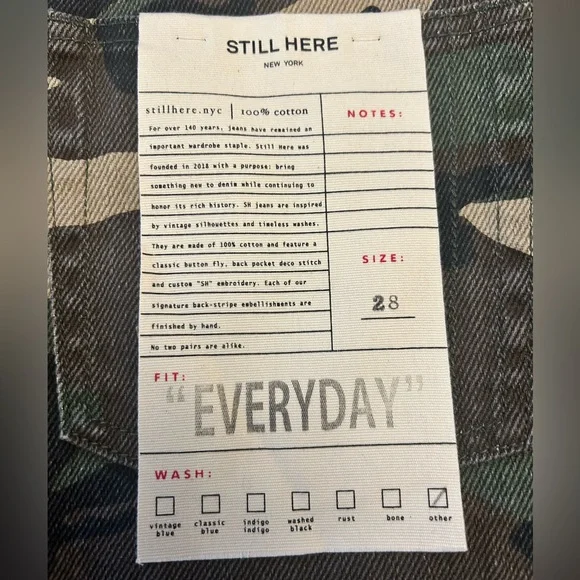 STILL HERE
NEW YORK
stillhere.nyc | 100% cotton
For over 140 years, jeans have remained an
important wardrobe staple. Still Here was
founded in 2018 with a purpose: bring
something new to denim while continuing to
honor its rich history. SH jeans are inspired
by vintage silhouettes and timeless washes.
They are made of 100% cotton and feature a
classic button fly, back pocket deco stitch
and custom "SH" embroidery. Each of our
signature back-stripe embellishments are
finished by hand.
No two pairs are alike.
NOTES:
SIZE:
28
FIT:
“EVERYDAY”
WASH:
vintage blue
classic blue
indigo indigo
washed black
rust
bone
other